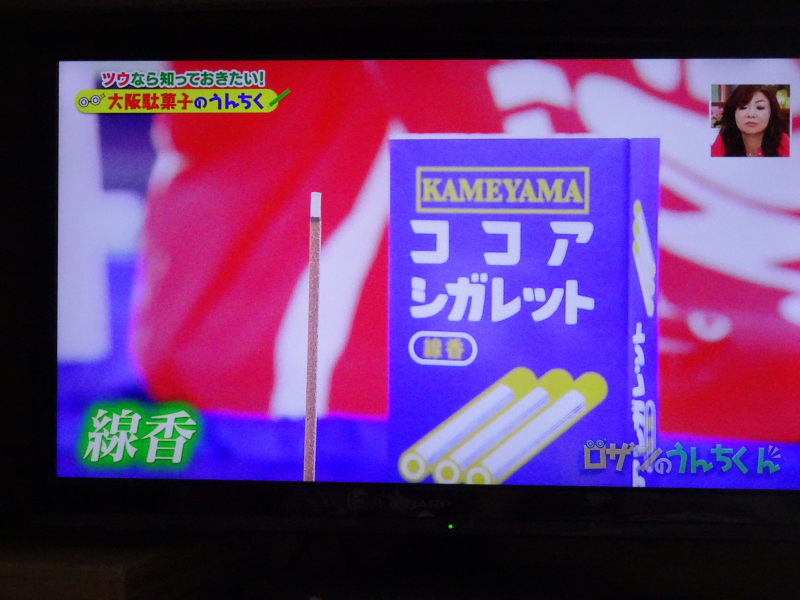 ツウなら知っておきたい!
大阪駄菓子のうんちく
KAMEYAMA
ココア
シガレット
線香
線香
ロザンのうんちくん